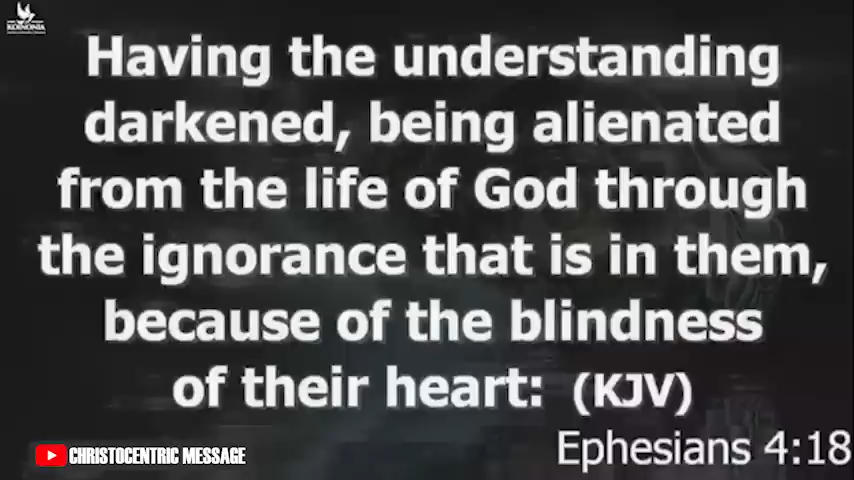 KOINONIA
Having the understanding
darkened, being alienated
from the life of God through
the ignorance that is in them,
because of the blindness
of their heart: (KJV)
Ephesians 4:18
CHRISTOCENTRIC MESSAGE